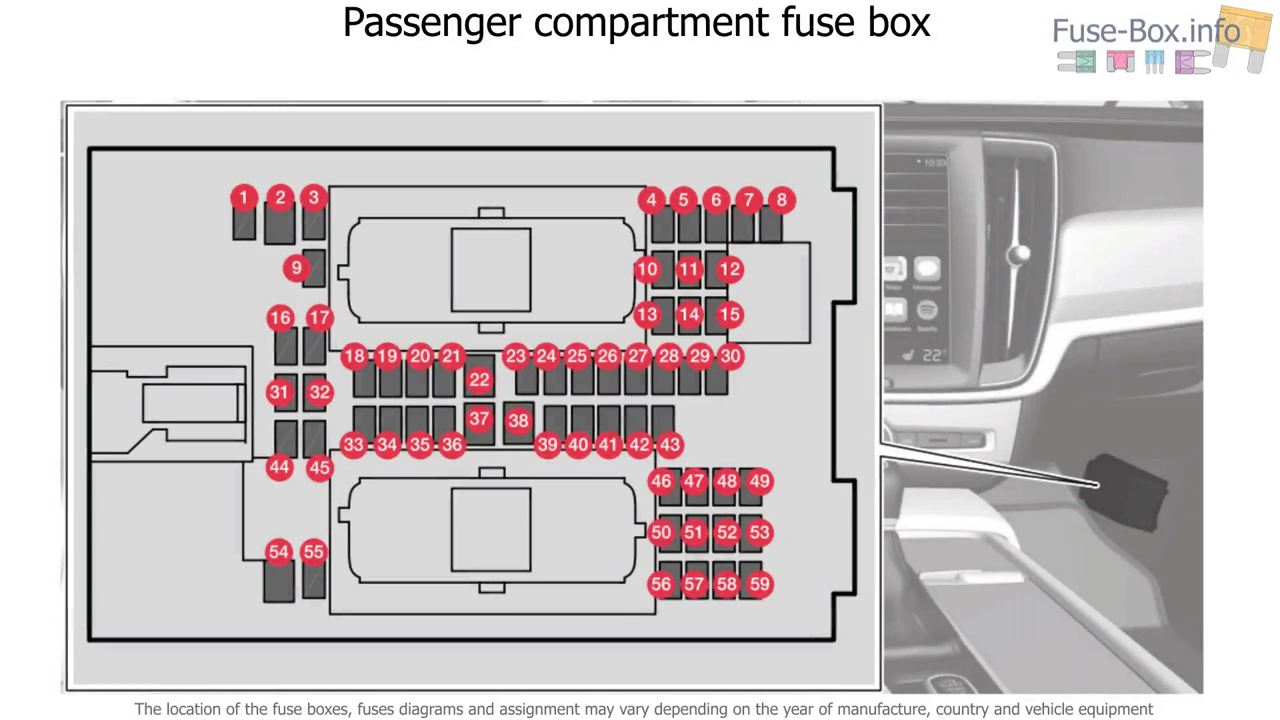 Passenger compartment fuse box
Fuse-Box.info
1 2 3 4 5 6 7 8
9 10 11 12
13 14 15
16 17
18 19 20 21 22 23 24 25 26 27 28 29 30
31 32
33 34 35 36 37 38 39 40 41 42 43
44 45
46 47 48 49
50 51 52 53
54 55
56 57 58 59
Spotify
22°
The location of the fuse boxes, fuses diagrams and assignment may vary depending on the year of manufacture, country and vehicle equipment